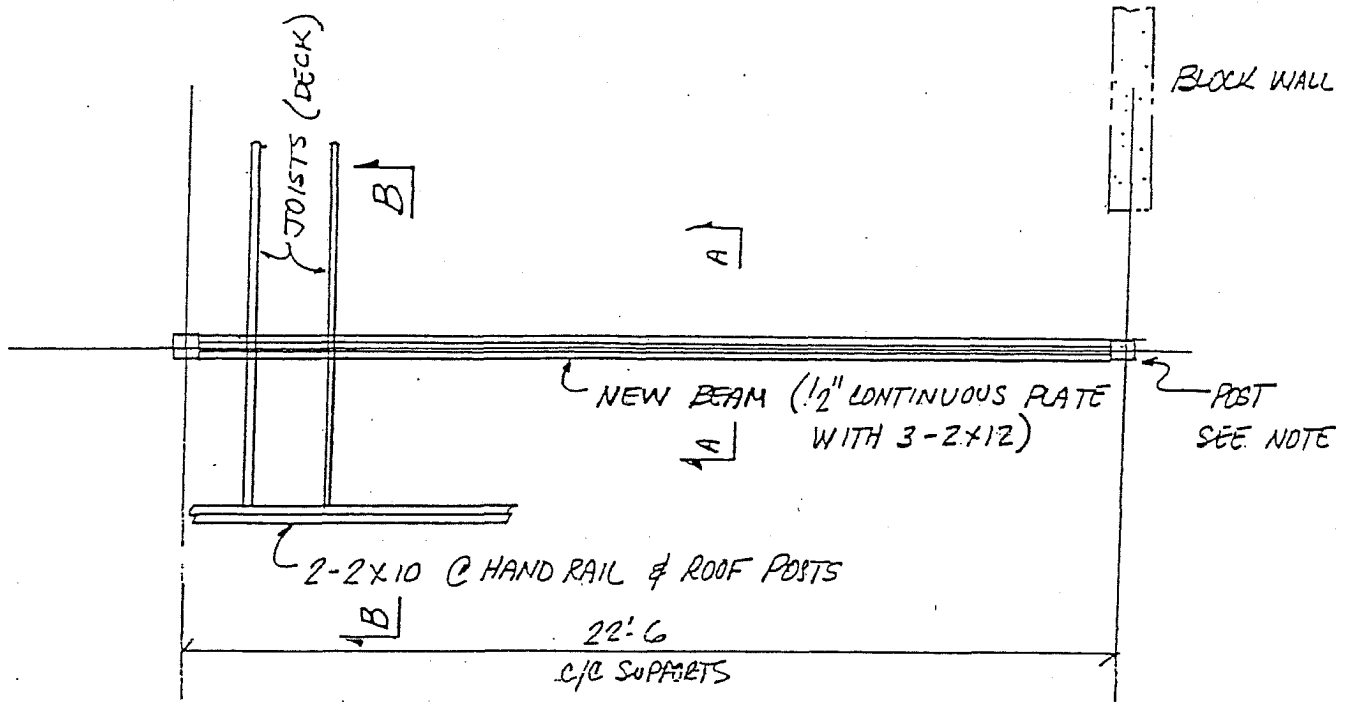 JOISTS (DECK)
BLOCK WALL
B
A
NEW BEAM (1/2" CONTINUOUS PLATE
WITH 3-2X12)
POST
SEE NOTE
A
2-2X10 @ HAND RAIL & ROOF POSTS
B
22'-6
C/C SUPPORTS